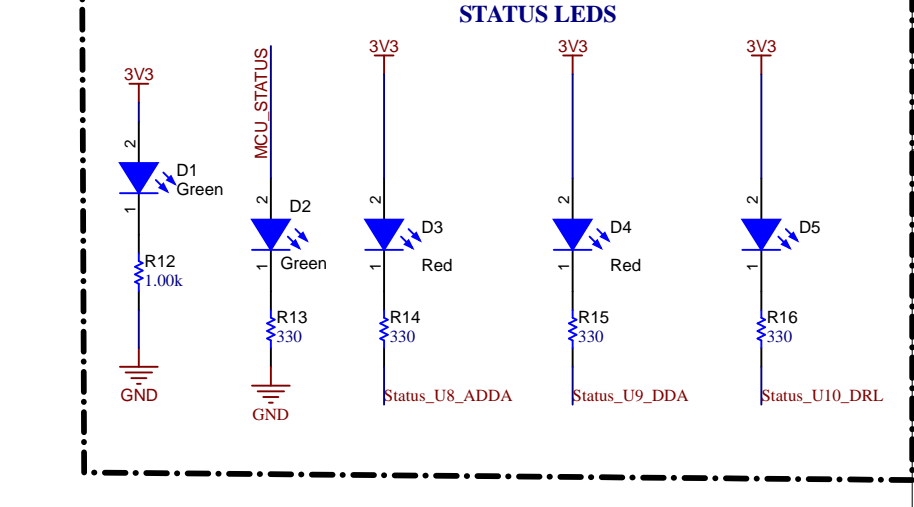 STATUS LEDS
3V3
2
D1
Green
1
R12
1.00k
GND
MCU_STATUS
2
D2
Green
1
R13
330
GND
3V3
2
D3
Red
1
R14
330
Status_U8_ADDA
3V3
2
D4
Red
1
R15
330
Status_U9_DDA
3V3
2
D5
1
R16
330
Status_U10_DRL